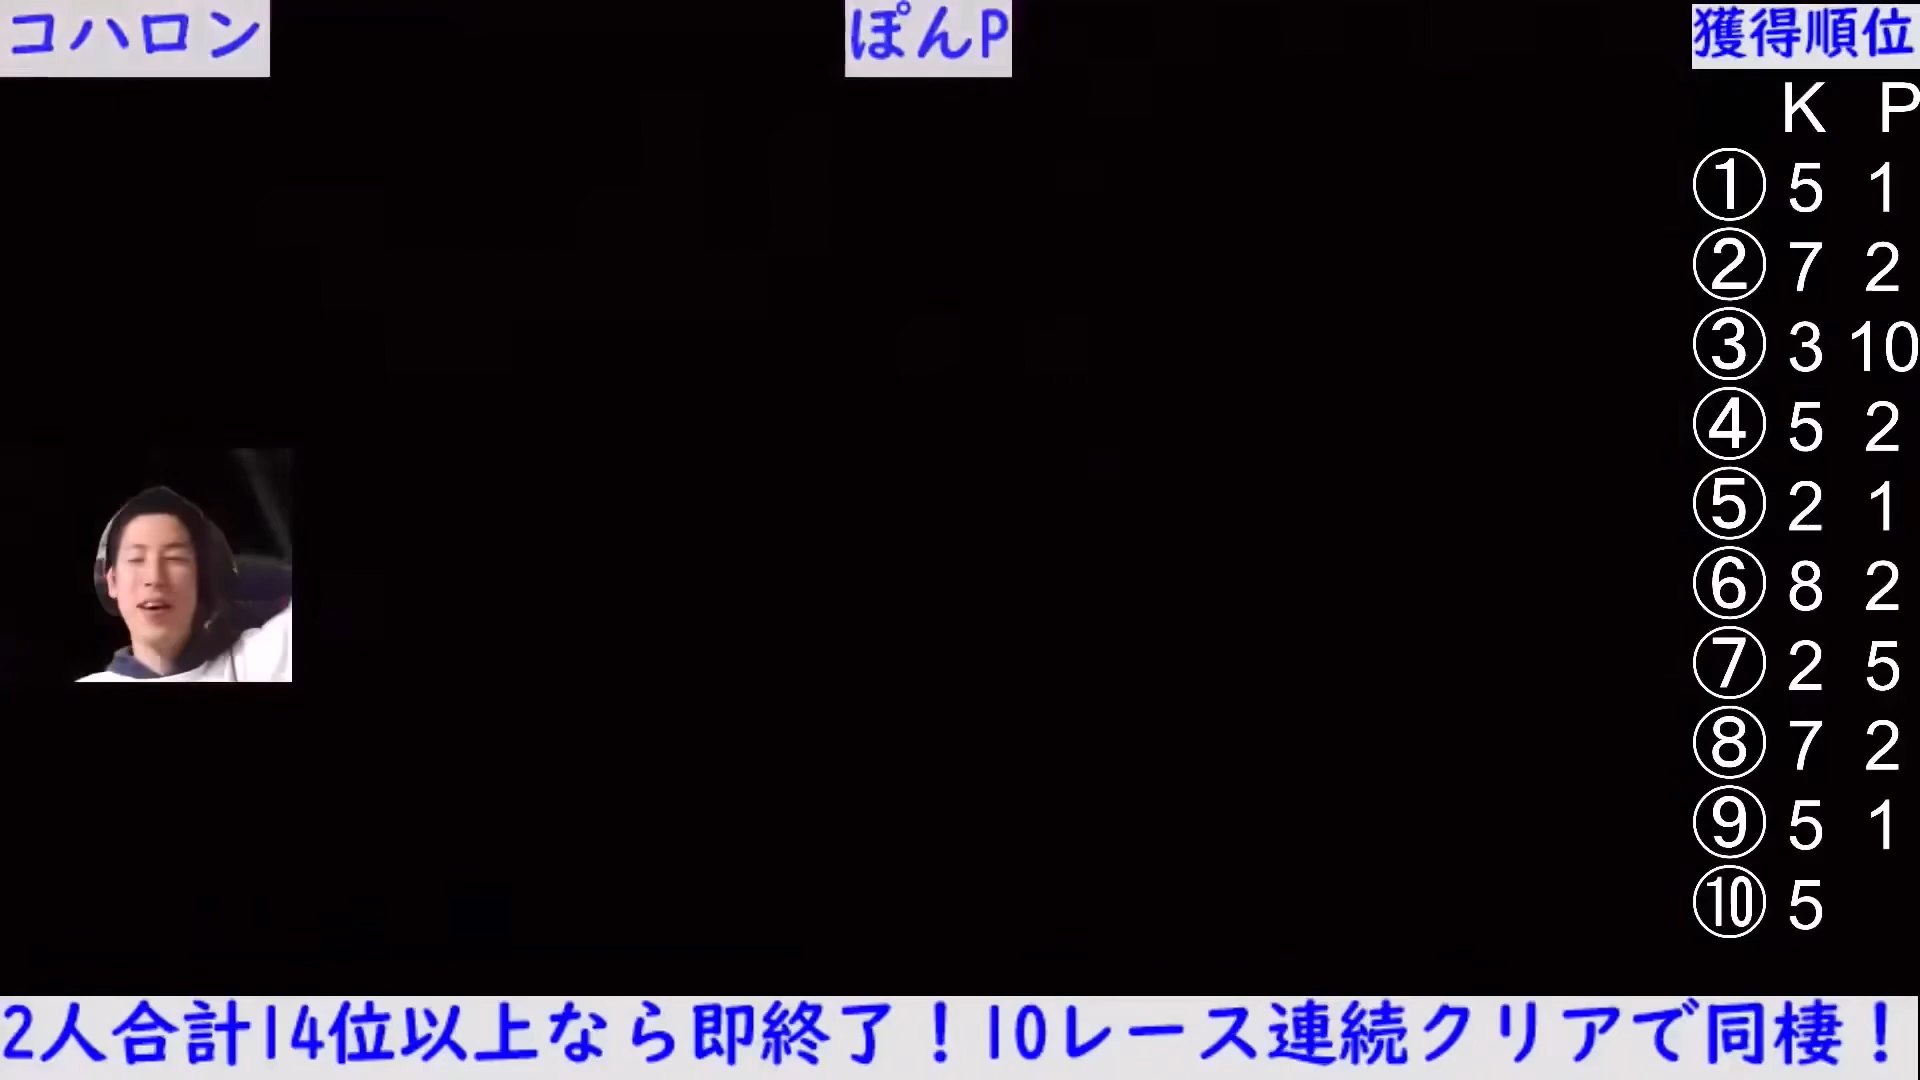 コハロン
ぽんP
獲得順位
K P
① 5 1
② 7 2
③ 3 10
④ 5 2
⑤ 2 1
⑥ 8 2
⑦ 2 5
⑧ 7 2
⑨ 5 1
⑩ 5
2人合計14位以上なら即終了！10レース連続クリアで同棲！